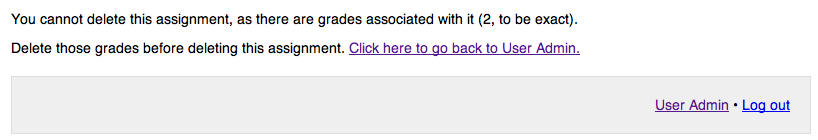 You cannot delete this assignment, as there are grades associated with it (2, to be exact).
Delete those grades before deleting this assignment. Click here to go back to User Admin.
User Admin • Log out